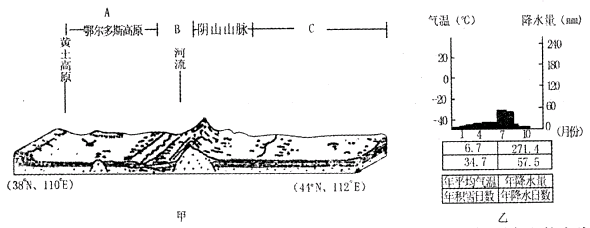 A
鄂尔多斯高原
B
阴山山脉
C
黄土高原
河流
(38°N、110°E)
(44°N、112°E)
甲
气温 (℃)
降水量 (mm)
20
0
-20
-40
240
180
120
60
0
1 4 7 10 (月份)
6.7 271.4
34.7 57.5
年平均气温 年降水量
年积雪日数 年降水日数
乙